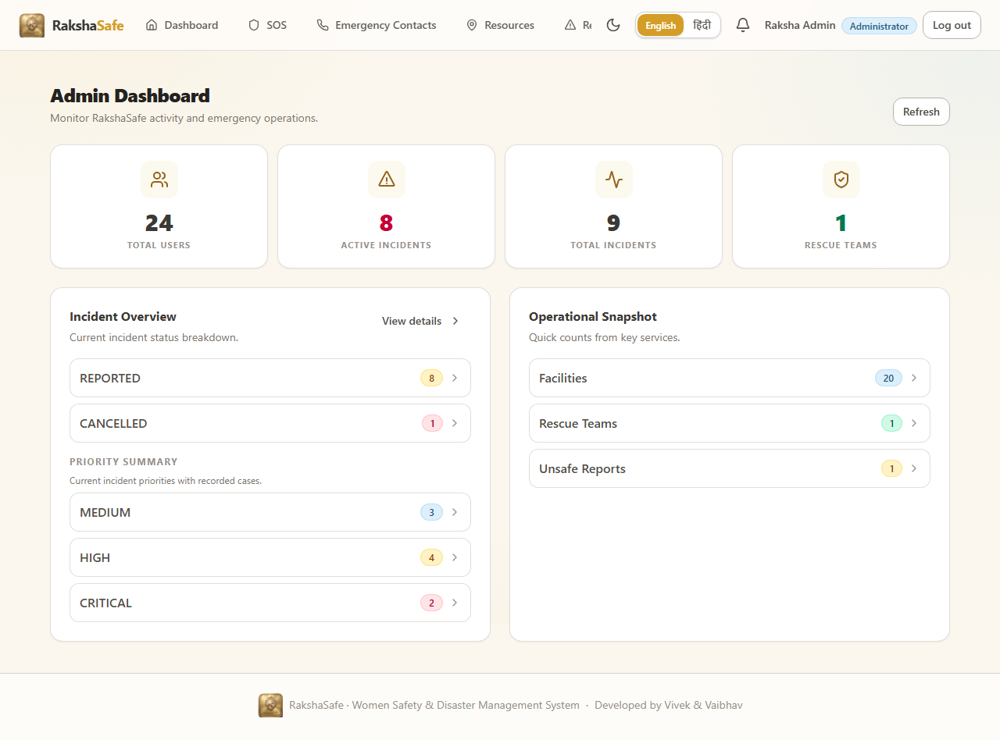 RakshaSafe
Dashboard
SOS
Emergency Contacts
Resources
Re
English
हिंदी
Raksha Admin
Administrator
Log out
Admin Dashboard
Monitor RakshaSafe activity and emergency operations.
Refresh
24
TOTAL USERS
8
ACTIVE INCIDENTS
9
TOTAL INCIDENTS
1
RESCUE TEAMS
Incident Overview
View details
Current incident status breakdown.
REPORTED 8
CANCELLED 1
PRIORITY SUMMARY
Current incident priorities with recorded cases.
MEDIUM 3
HIGH 4
CRITICAL 2
Operational Snapshot
Quick counts from key services.
Facilities 20
Rescue Teams 1
Unsafe Reports 1
RakshaSafe · Women Safety & Disaster Management System · Developed by Vivek & Vaibhav